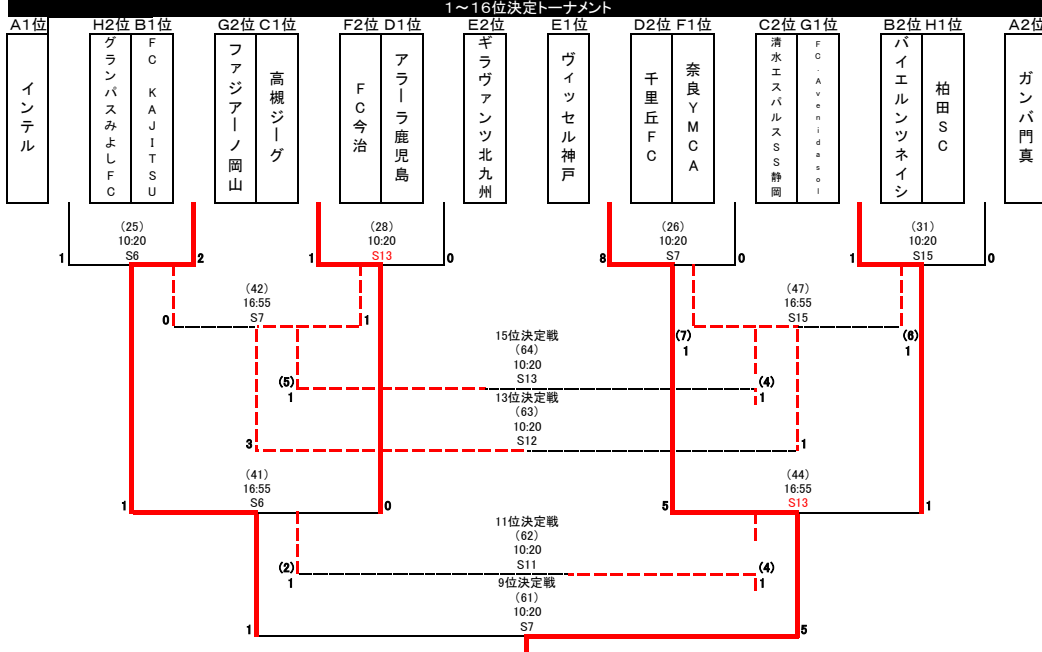 1～16位決定トーナメント
A1位 H2位 B1位 G2位 C1位 F2位 D1位 E2位 E1位 D2位 F1位 C2位 G1位 B2位 H1位 A2位
インテル
グランパスみよしFC
FC KAJITSU
ファジアーノ岡山
高槻ジーグ
FC今治
アラーラ鹿児島
ギラヴァンツ北九州
ヴィッセル神戸
千里丘FC
奈良YMCA
清水エスパルスSS静岡
FC.Avenidasol
バイエルンツネイシ
柏田SC
ガンバ門真
(25) (28) (26) (31)
10:20 10:20 10:20 10:20
1 S6 2 1 S13 0 8 S7 0 1 S15 0
(42) (47)
16:55 16:55
0 S7 1 S15
15位決定戦 (7) (6)
(64) 1 1
10:20
(5) S13 (4)
1 13位決定戦 1
(63)
10:20
3 S12 1
(41) (44)
16:55 16:55
1 S6 0 5 S13 1
11位決定戦
(62)
10:20
(2) S11 (4)
1 9位決定戦 1
(61)
10:20
1 S7 5